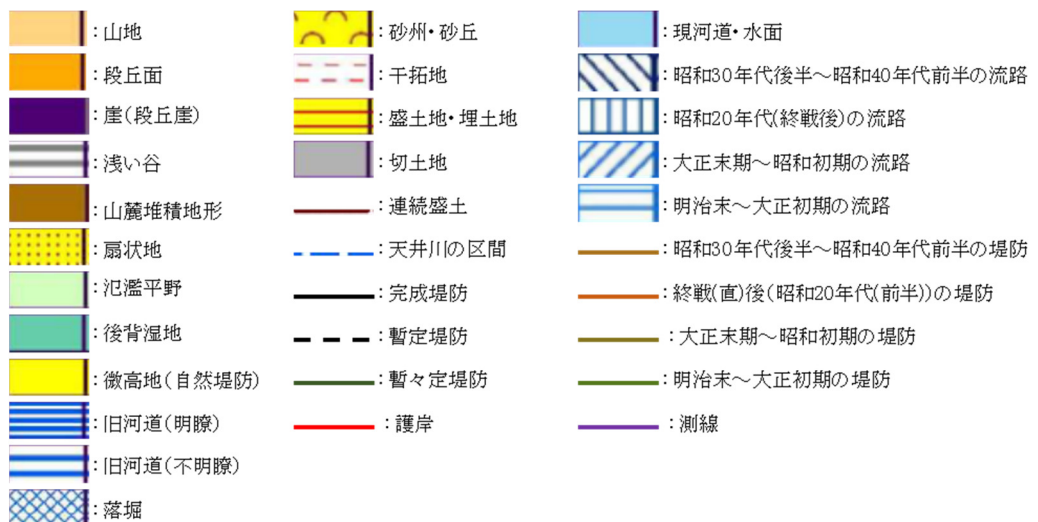 :山地
:段丘面
:崖(段丘崖)
:浅い谷
:山麓堆積地形
:扇状地
:氾濫平野
:後背湿地
:微高地(自然堤防)
:旧河道(明瞭)
:旧河道(不明瞭)
:落堀
:砂州・砂丘
:干拓地
:盛土地・埋土地
:切土地
:連続盛土
:天井川の区間
:完成堤防
:暫定堤防
:暫々定堤防
:護岸
:現河道・水面
:昭和30年代後半~昭和40年代前半の流路
:昭和20年代(終戦後)の流路
:大正末期~昭和初期の流路
:明治末~大正初期の流路
:昭和30年代後半~昭和40年代前半の堤防
:終戦(直)後(昭和20年代(前半))の堤防
:大正末期~昭和初期の堤防
:明治末~大正初期の堤防
:測線